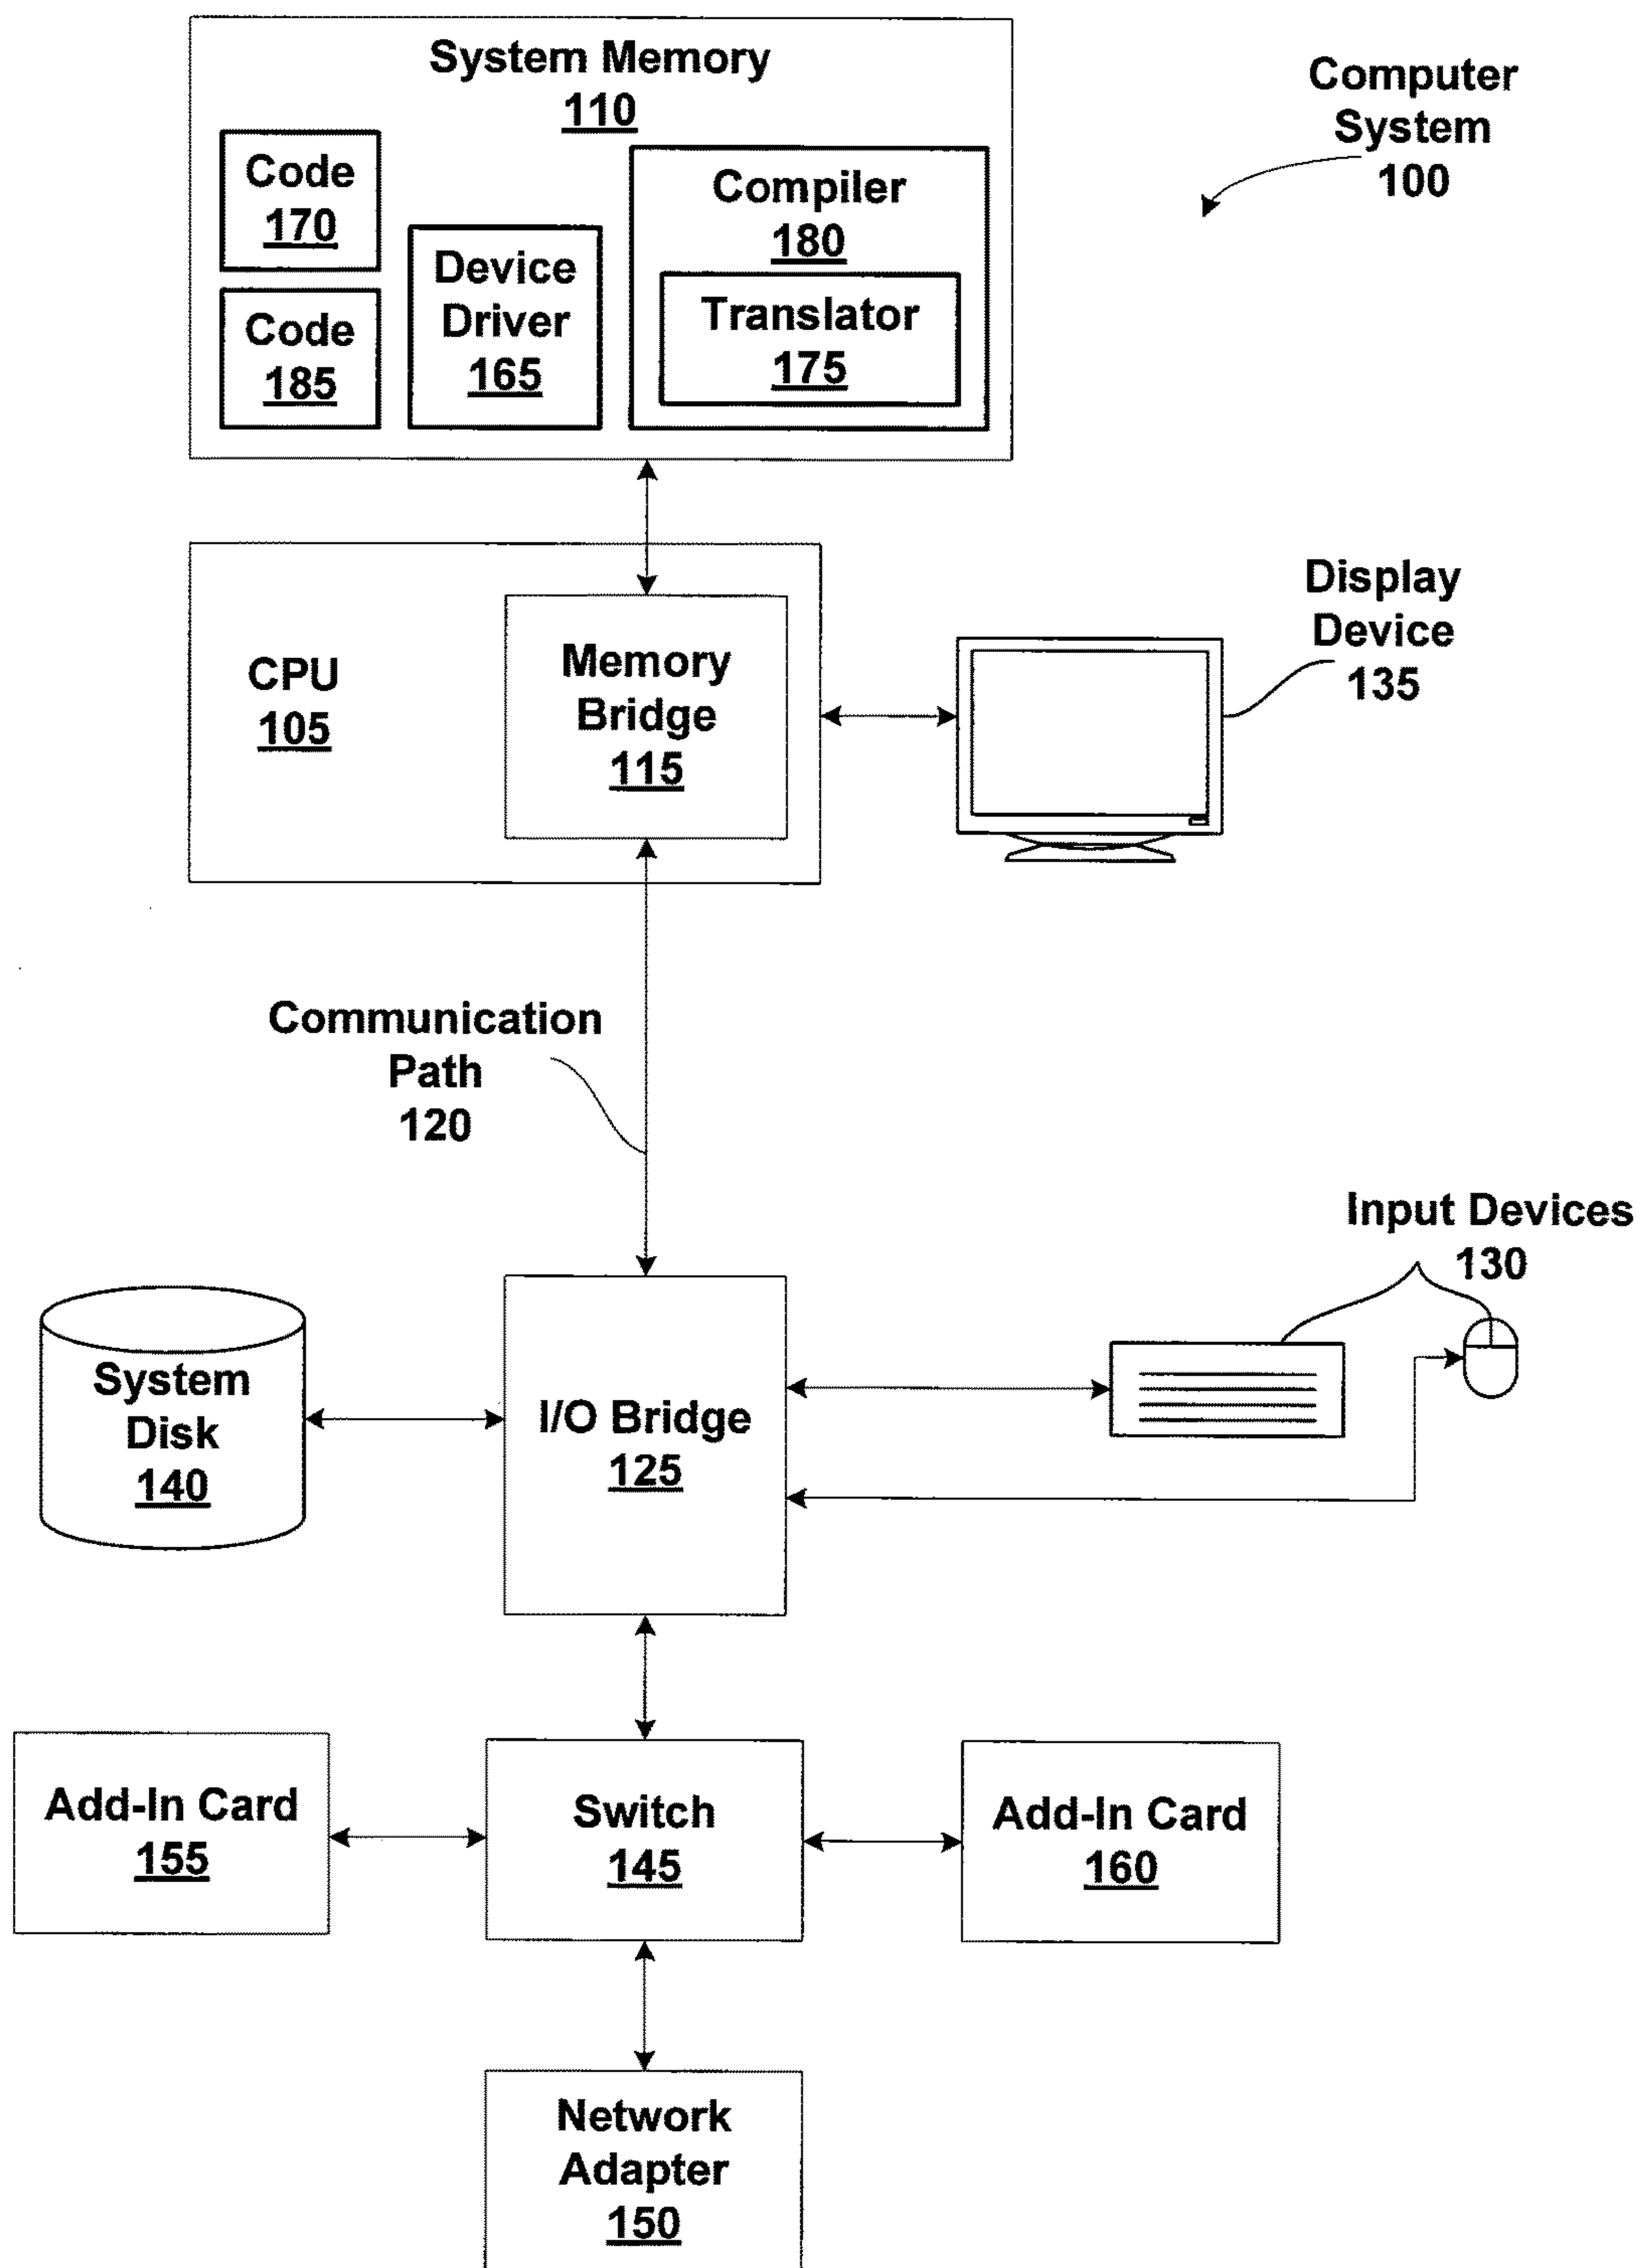 System Memory
110
Computer
System
100
Code
170
Code
185
Device
Driver
165
Compiler
180
Translator
175
CPU
105
Memory
Bridge
115
Display
Device
135
Communication
Path
120
Input Devices
130
System
Disk
140
I/O Bridge
125
Add-In Card
155
Switch
145
Add-In Card
160
Network
Adapter
150